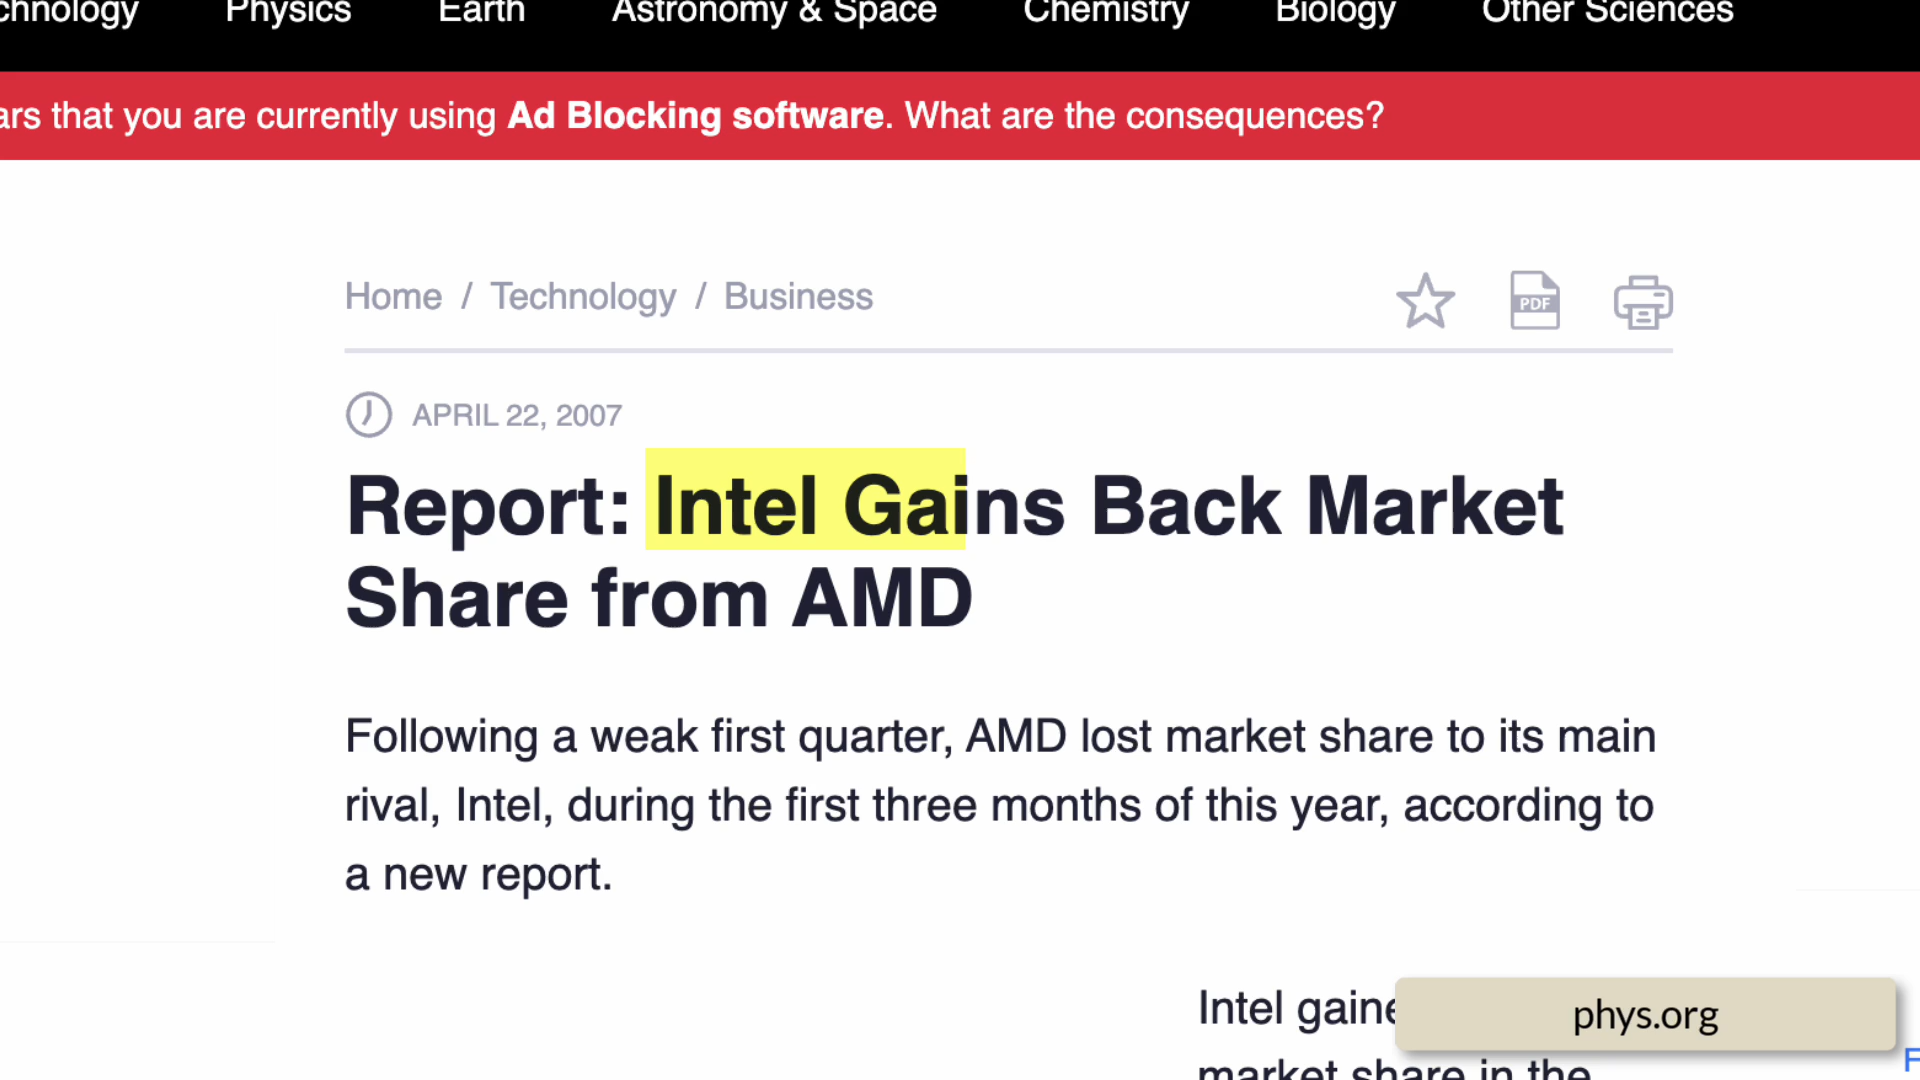 Physics Earth Astronomy & Space Chemistry Biology Other Sciences
that you are currently using Ad Blocking software. What are the consequences?
Home / Technology / Business
PDF
APRIL 22, 2007
Report: Intel Gains Back Market
Share from AMD
Following a weak first quarter, AMD lost market share to its main
rival, Intel, during the first three months of this year, according to
a new report.
Intel
phys.org
market share in the